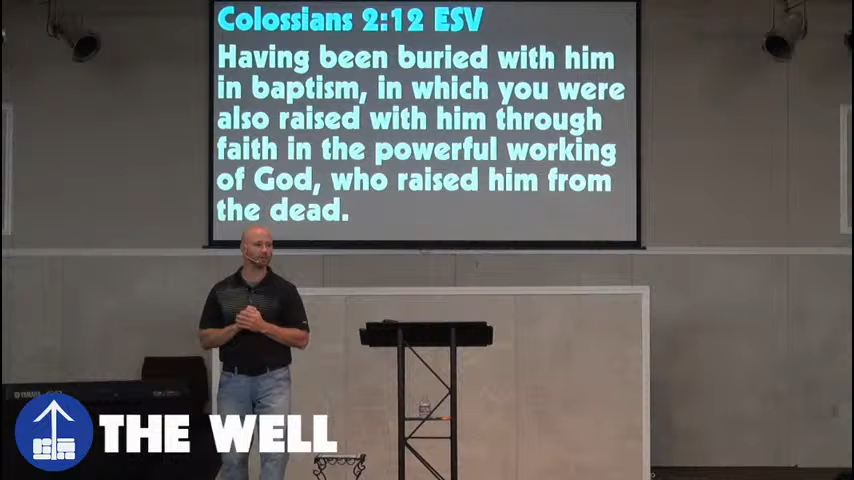 Colossians 2:12 ESV
Having been buried with him
in baptism, in which you were
also raised with him through
faith in the powerful working
of God, who raised him from
the dead.
YAMAHA
THE WELL